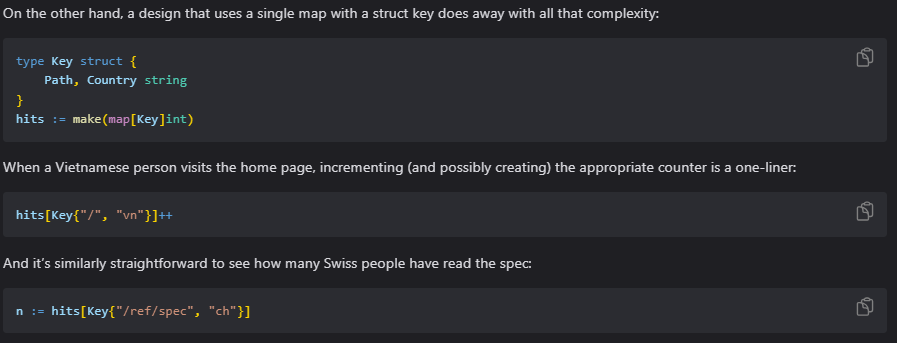 On the other hand, a design that uses a single map with a struct key does away with all that complexity:
type Key struct {
    Path, Country string
}
hits := make(map[Key]int)
When a Vietnamese person visits the home page, incrementing (and possibly creating) the appropriate counter is a one-liner:
hits[Key{"/", "vn"}]++
And it's similarly straightforward to see how many Swiss people have read the spec:
n := hits[Key{"/ref/spec", "ch"}]